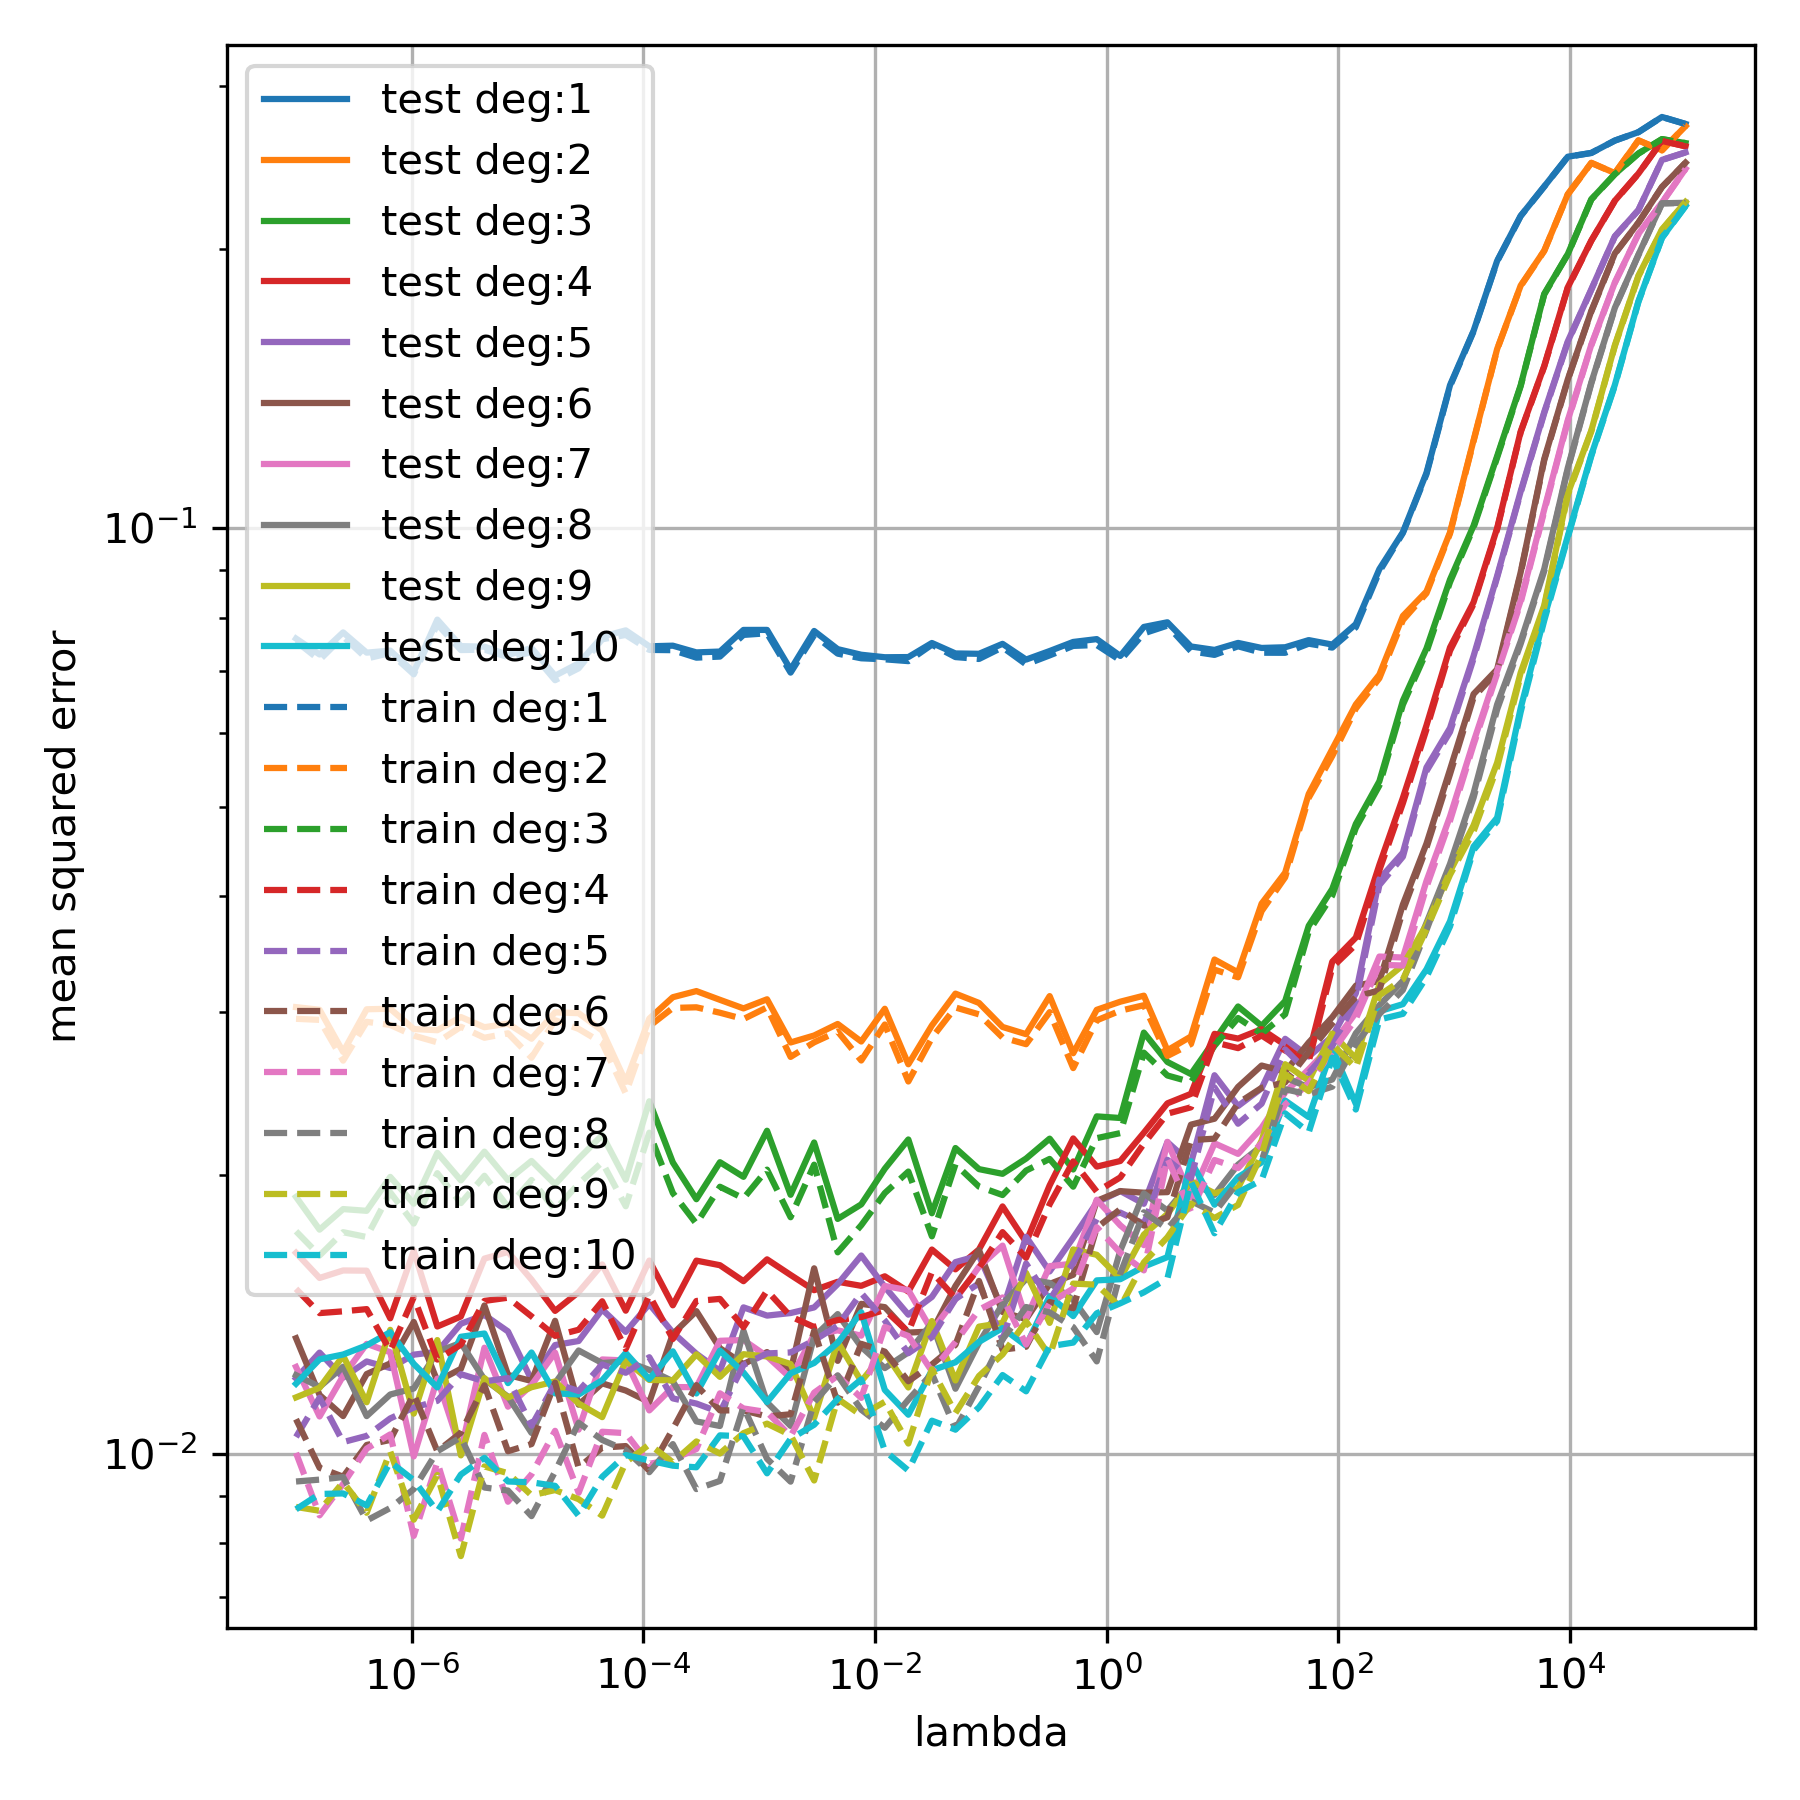 test deg:1
test deg:2
test deg:3
test deg:4
test deg:5
test deg:6
test deg:7
test deg:8
test deg:9
test deg:10
train deg:1
train deg:2
train deg:3
train deg:4
train deg:5
train deg:6
train deg:7
train deg:8
train deg:9
train deg:10
10⁻¹
10⁻²
mean squared error
10⁻⁶ 10⁻⁴ 10⁻² 10⁰ 10² 10⁴
lambda